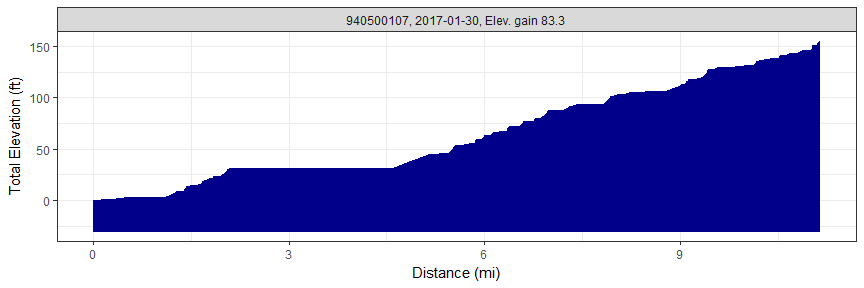 940500107, 2017-01-30, Elev. gain 83.3
Total Elevation (ft)
150
100
50
0
0 3 6 9
Distance (mi)